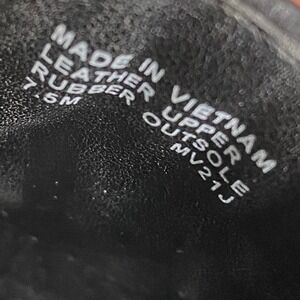 MADE IN VIETNAM
LEATHER UPPER
RUBBER OUTSOLE
7.5M MV21J